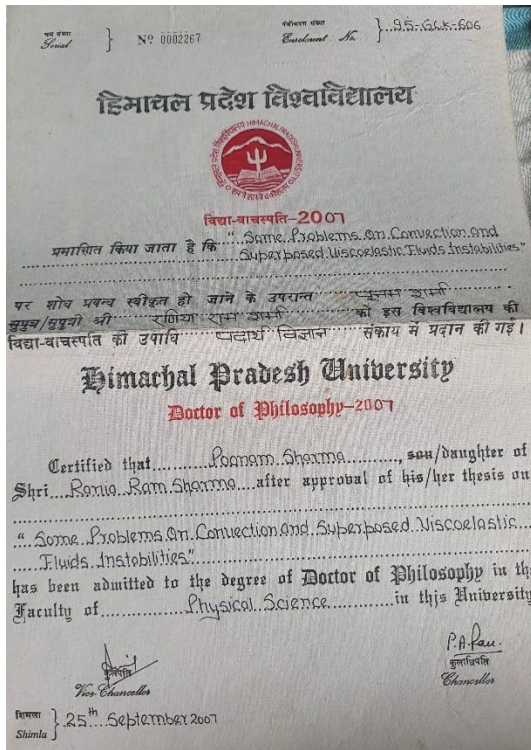 क्रम संख्या
Serial } Nº 0002267
पंजीकरण संख्या
Enrolment No. }..95-GLK-606
हिमाचल प्रदेश विश्वविद्यालय
विद्या-वाचस्पति–2007
प्रमाणित किया जाता है कि "Some Problems On Convection and
Superposed Viscoelastic Fluids Instabilities"
पर शोध प्रबन्ध स्वीकृत हो जाने के उपरान्त पूनम शर्मा
सुपुत्र/सुपुत्री श्री रणिया राम शर्मा को इस विश्वविद्यालय की
विद्या-वाचस्पति की उपाधि पदार्थ विज्ञान संकाय में प्रदान की गई।
Himachal Pradesh University
Doctor of Philosophy–2007
Certified that Poonam Sharma, son/daughter of
Shri Rania Ram Sharma after approval of his/her thesis on
"Some Problems On Convection and Superposed Viscoelastic
Fluids Instabilities"
has been admitted to the degree of Doctor of Philosophy in the
Faculty of Physical Science in this University
कुलपति
Vice-Chancellor
कुलाधिपति
Chancellor
शिमला
Shimla } 25th September 2007